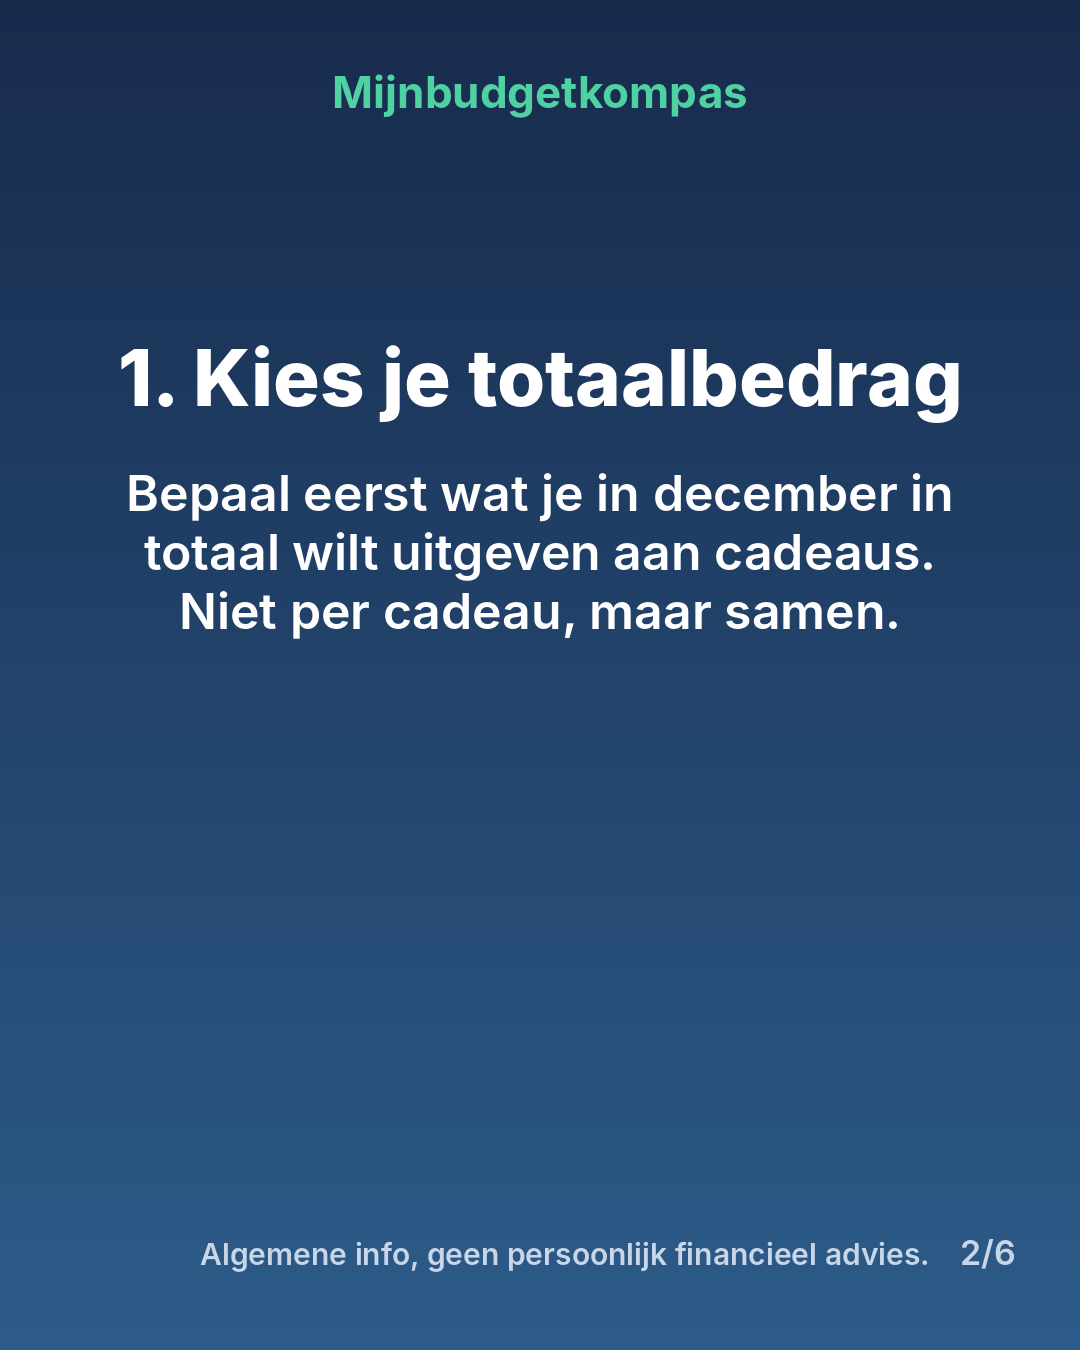 Mijnbudgetkompas
1. Kies je totaalbedrag
Bepaal eerst wat je in december in
totaal wilt uitgeven aan cadeaus.
Niet per cadeau, maar samen.
Algemene info, geen persoonlijk financieel advies. 2/6